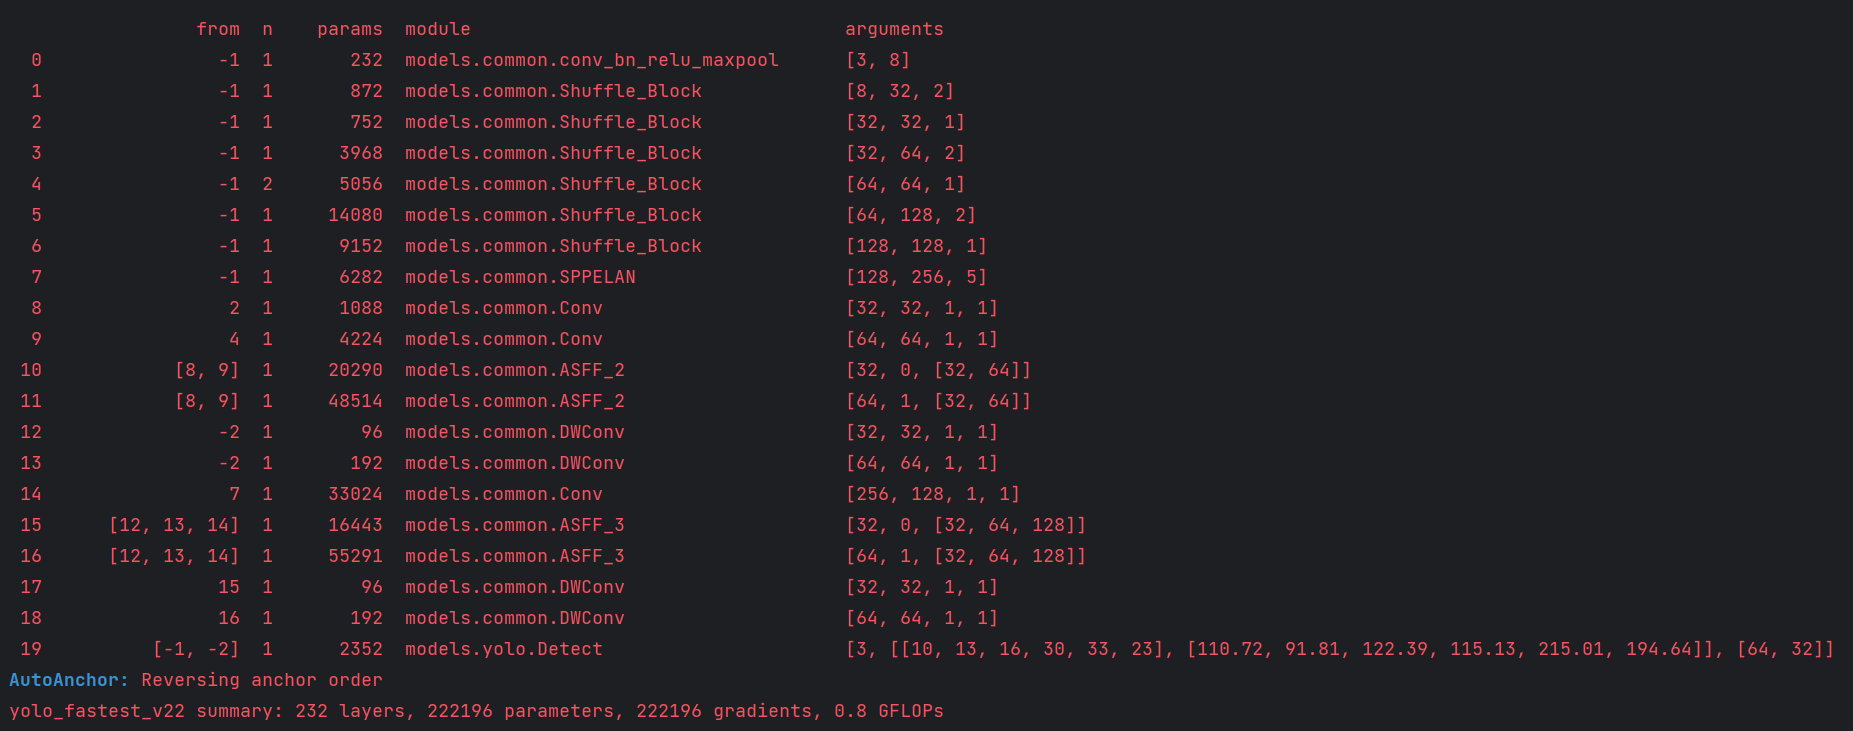 from  n    params  module                                  arguments
0                -1  1       232  models.common.conv_bn_relu_maxpool      [3, 8]
1                -1  1       872  models.common.Shuffle_Block             [8, 32, 2]
2                -1  1       752  models.common.Shuffle_Block             [32, 32, 1]
3                -1  1      3968  models.common.Shuffle_Block             [32, 64, 2]
4                -1  2      5056  models.common.Shuffle_Block             [64, 64, 1]
5                -1  1     14080  models.common.Shuffle_Block             [64, 128, 2]
6                -1  1      9152  models.common.Shuffle_Block             [128, 128, 1]
7                -1  1      6282  models.common.SPPELAN                   [128, 256, 5]
8                 2  1      1088  models.common.Conv                      [32, 32, 1, 1]
9                 4  1      4224  models.common.Conv                      [64, 64, 1, 1]
10            [8, 9]  1     20290  models.common.ASFF_2                    [32, 0, [32, 64]]
11            [8, 9]  1     48514  models.common.ASFF_2                    [64, 1, [32, 64]]
12                -2  1        96  models.common.DWConv                    [32, 32, 1, 1]
13                -2  1       192  models.common.DWConv                    [64, 64, 1, 1]
14                 7  1     33024  models.common.Conv                      [256, 128, 1, 1]
15      [12, 13, 14]  1     16443  models.common.ASFF_3                    [32, 0, [32, 64, 128]]
16      [12, 13, 14]  1     55291  models.common.ASFF_3                    [64, 1, [32, 64, 128]]
17                15  1        96  models.common.DWConv                    [32, 32, 1, 1]
18                16  1       192  models.common.DWConv                    [64, 64, 1, 1]
19          [-1, -2]  1      2352  models.yolo.Detect                      [3, [[10, 13, 16, 30, 33, 23], [110.72, 91.81, 122.39, 115.13, 215.01, 194.64]], [64, 32]]
AutoAnchor: Reversing anchor order
yolo_fastest_v22 summary: 232 layers, 222196 parameters, 222196 gradients, 0.8 GFLOPs